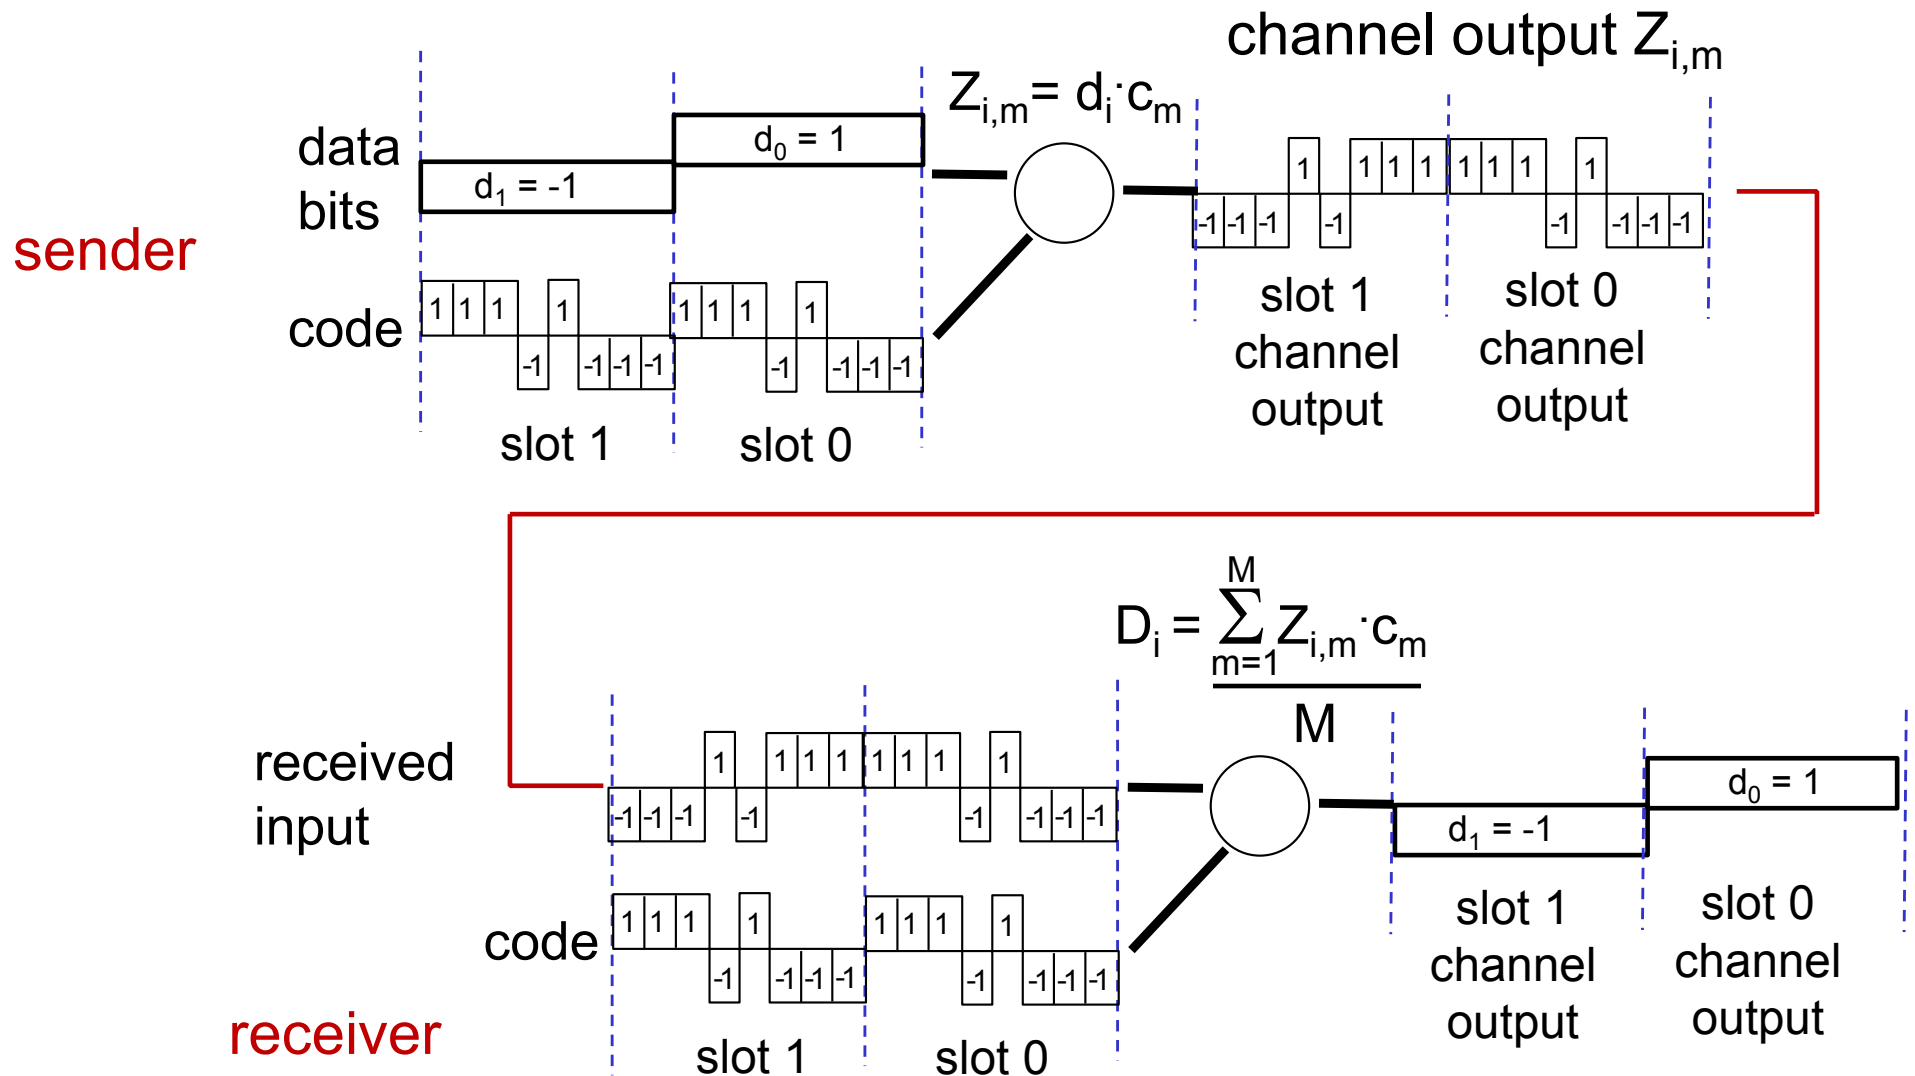 channel output Z_i,m
Z_i,m= d_i·c_m
data bits
d_0 = 1
d_1 = -1
sender
1 1 1 -1 1 -1 -1 -1 1 1 1 -1 1 -1 -1 -1
code
slot 1 slot 0
-1 -1 -1 1 -1 1 1 1 1 1 1 -1 1 -1 -1 -1
slot 1 channel output
slot 0 channel output
D_i = M Σ m=1 Z_i,m·c_m
M
received input
-1 -1 -1 1 -1 1 1 1 1 1 1 -1 1 -1 -1 -1
code
1 1 1 -1 1 -1 -1 -1 1 1 1 -1 1 -1 -1 -1
slot 1 slot 0
receiver
d_0 = 1
d_1 = -1
slot 1 channel output
slot 0 channel output